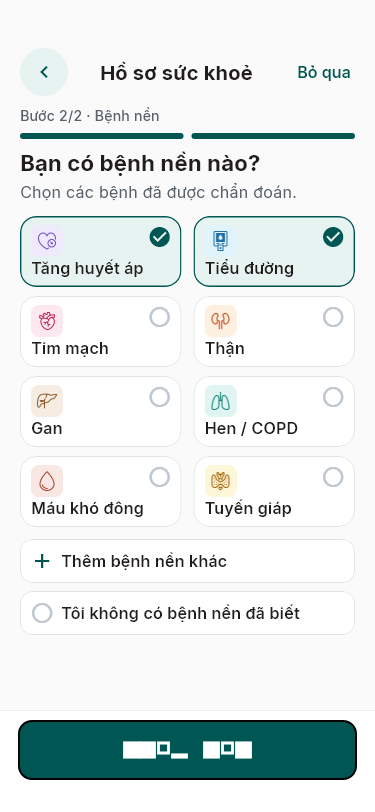 Hồ sơ sức khoẻ
Bỏ qua
Bước 2/2 · Bệnh nền
Bạn có bệnh nền nào?
Chọn các bệnh đã được chẩn đoán.
Tăng huyết áp
Tiểu đường
Tim mạch
Thận
Gan
Hen / COPD
Máu khó đông
Tuyến giáp
Thêm bệnh nền khác
Tôi không có bệnh nền đã biết